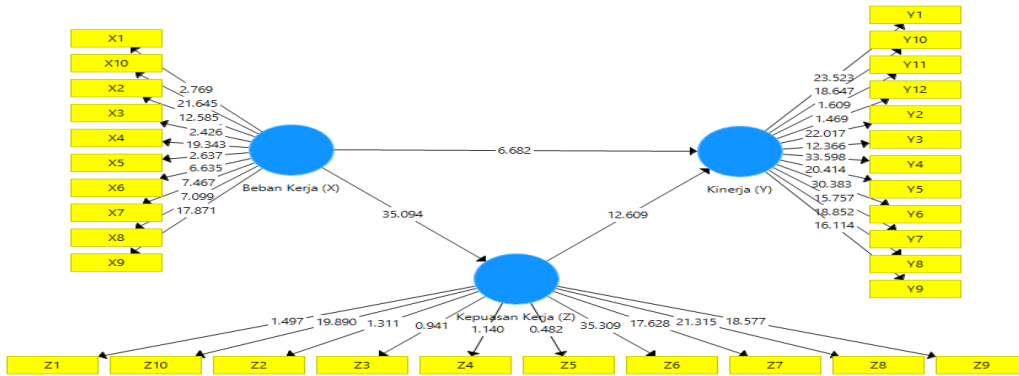 X1
X10
X2
X3
X4
X5
X6
X7
X8
X9
2.769
21.645
12.585
2.426
19.343
2.637
6.635
7.467
7.099
17.871
Beban Kerja (X)
6.682
35.094
12.609
Kinerja (Y)
23.523
18.647
1.609
1.469
22.017
12.366
33.598
20.414
30.383
15.757
18.852
16.114
Y1
Y10
Y11
Y12
Y2
Y3
Y4
Y5
Y6
Y7
Y8
Y9
Kepuasan Kerja (Z)
1.497 19.890 1.311 0.941 1.140 0.482 35.309 17.628 21.315 18.577
Z1 Z10 Z2 Z3 Z4 Z5 Z6 Z7 Z8 Z9